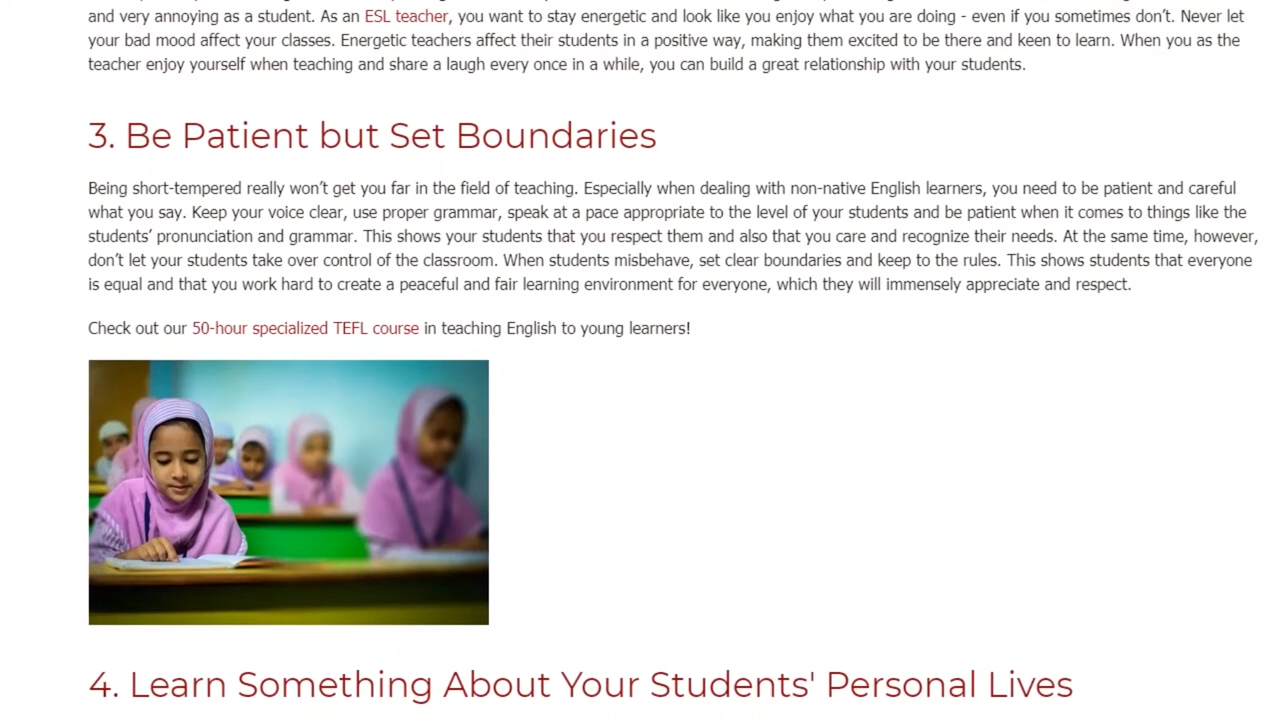 and very annoying as a student. As an ESL teacher, you want to stay energetic and look like you enjoy what you are doing - even if you sometimes don’t. Never let
your bad mood affect your classes. Energetic teachers affect their students in a positive way, making them excited to be there and keen to learn. When you as the
teacher enjoy yourself when teaching and share a laugh every once in a while, you can build a great relationship with your students.
3. Be Patient but Set Boundaries
Being short-tempered really won’t get you far in the field of teaching. Especially when dealing with non-native English learners, you need to be patient and careful
what you say. Keep your voice clear, use proper grammar, speak at a pace appropriate to the level of your students and be patient when it comes to things like the
students’ pronunciation and grammar. This shows your students that you respect them and also that you care and recognize their needs. At the same time, however,
don’t let your students take over control of the classroom. When students misbehave, set clear boundaries and keep to the rules. This shows students that everyone
is equal and that you work hard to create a peaceful and fair learning environment for everyone, which they will immensely appreciate and respect.
Check out our 50-hour specialized TEFL course in teaching English to young learners!
4. Learn Something About Your Students' Personal Lives